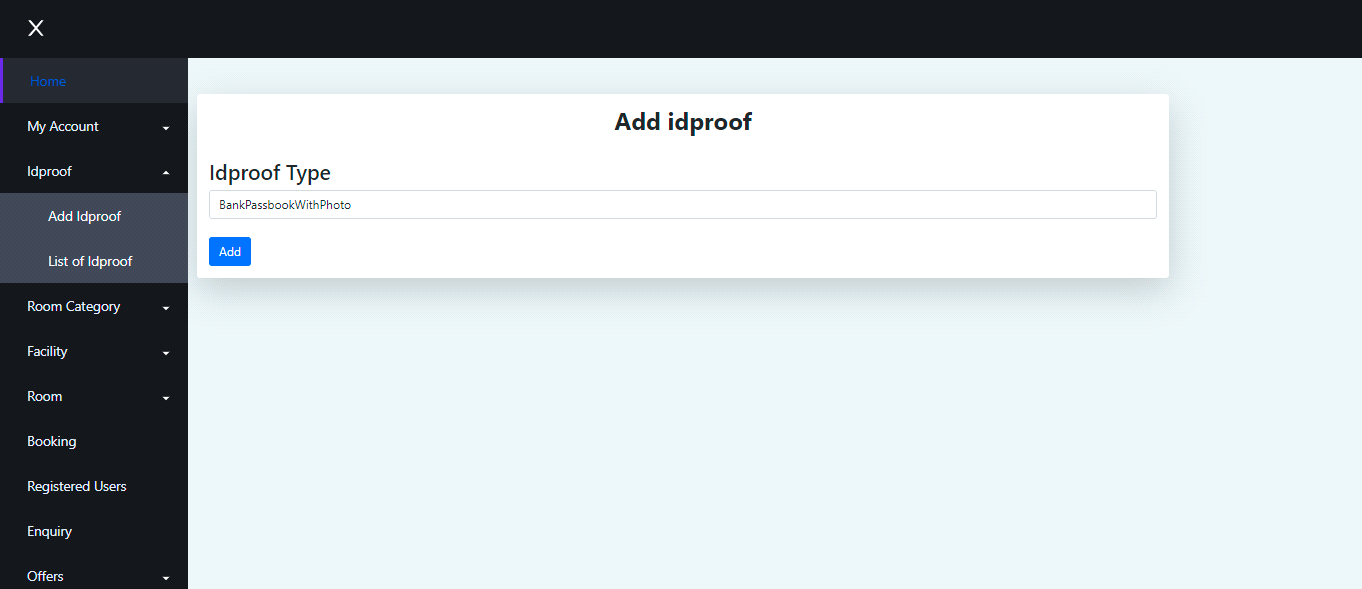 X
Home
My Account
Idproof
Add Idproof
List of Idproof
Room Category
Facility
Room
Booking
Registered Users
Enquiry
Offers
Add idproof
Idproof Type
BankPassbookWithPhoto
Add